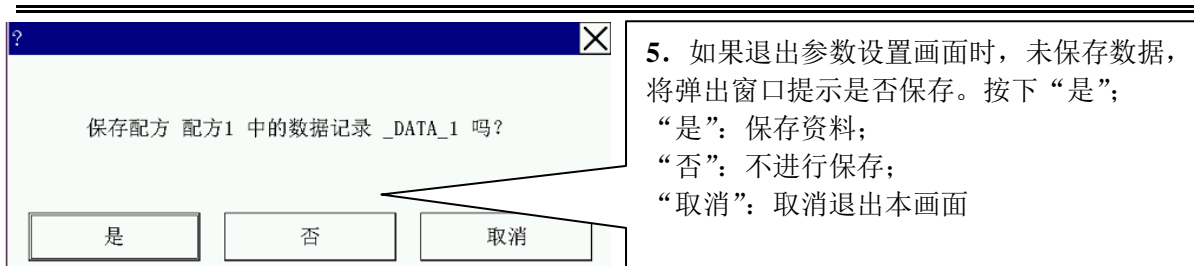 ?
保存配方 配方1 中的数据记录 _DATA_1 吗？
是
否
取消
5．如果退出参数设置画面时，未保存数据，
将弹出窗口提示是否保存。按下“是”；
“是”：保存资料；
“否”：不进行保存；
“取消”：取消退出本画面